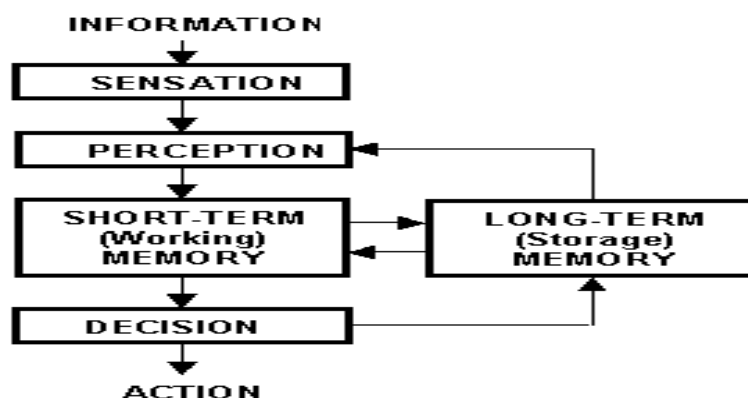 INFORMATION
SENSATION
PERCEPTION
SHORT-TERM
(Working)
MEMORY
LONG-TERM
(Storage)
MEMORY
DECISION
ACTION